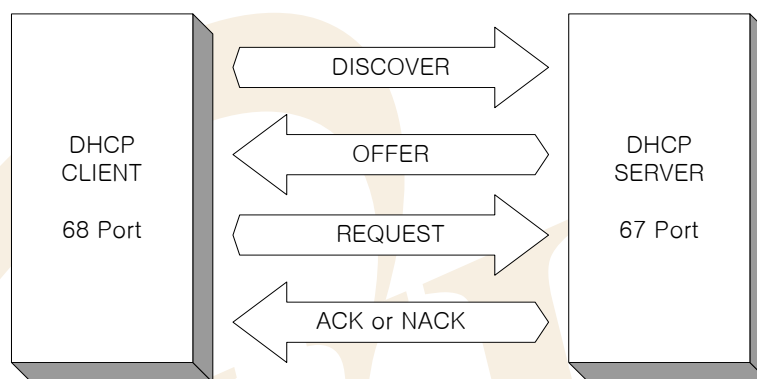 DHCP
CLIENT
68 Port
DISCOVER
OFFER
REQUEST
ACK or NACK
DHCP
SERVER
67 Port